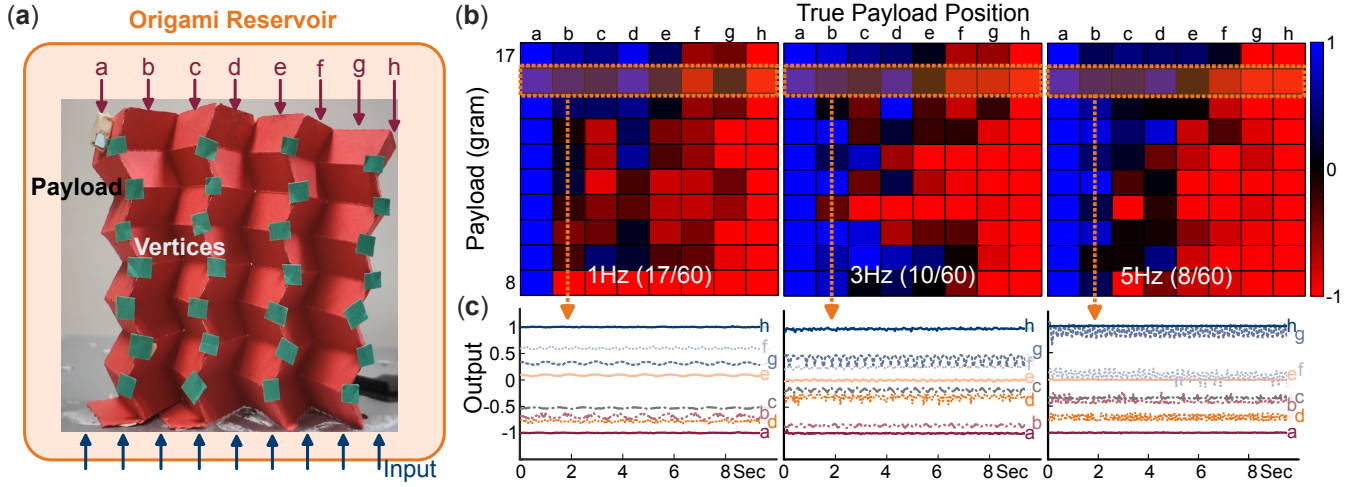 (a)
Origami Reservoir
a b c d e f g h
Payload
Vertices
Input
(b)
True Payload Position
a b c d e f g h
a b c d e f g h
a b c d e f g h
17
Payload (gram)
8
1Hz (17/60)
3Hz (10/60)
5Hz (8/60)
1
0
-1
(c)
Output
1
0.5
0
-0.5
-1
h
f
g
e
c
b
d
a
0 2 4 6 8 Sec
h
g
f
e
c
d
b
a
0 2 4 6 8 Sec
h
g
f
e
c
b
d
a
0 2 4 6 8 Sec